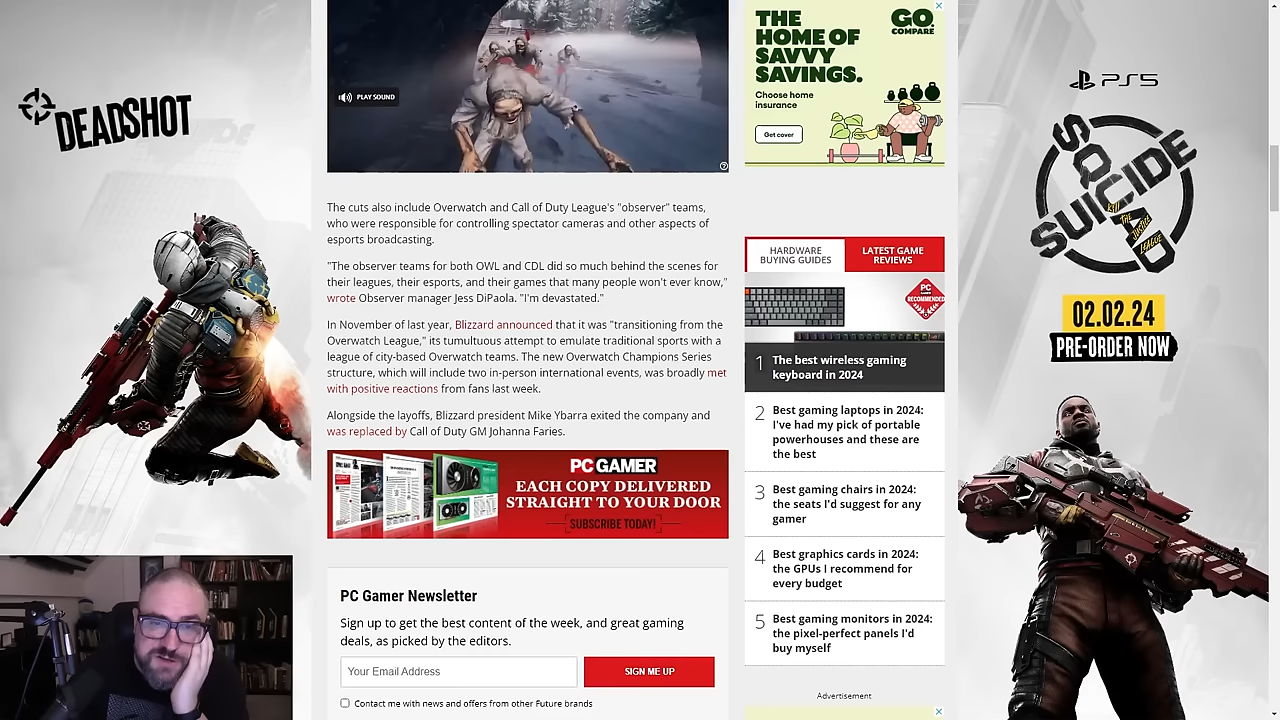 DEADSHOT
PLAY SOUND
The cuts also include Overwatch and Call of Duty League's "observer" teams,
who were responsible for controlling spectator cameras and other aspects of
esports broadcasting.
"The observer teams for both OWL and CDL did so much behind the scenes for
their leagues, their esports, and their games that many people won't ever know,"
wrote Observer manager Jess DiPaola. "I'm devastated."
In November of last year, Blizzard announced that it was "transitioning from the
Overwatch League," its tumultuous attempt to emulate traditional sports with a
league of city-based Overwatch teams. The new Overwatch Champions Series
structure, which will include two in-person international events, was broadly met
with positive reactions from fans last week.
Alongside the layoffs, Blizzard president Mike Ybarra exited the company and
was replaced by Call of Duty GM Johanna Faries.
PC GAMER
EACH COPY DELIVERED
STRAIGHT TO YOUR DOOR
SUBSCRIBE TODAY!
PC Gamer Newsletter
Sign up to get the best content of the week, and great gaming
deals, as picked by the editors.
Your Email Address
SIGN ME UP
Contact me with news and offers from other Future brands
THE
HOME OF
SAVVY
SAVINGS.
GO.
COMPARE
Choose home
insurance
Get cover
HARDWARE
BUYING GUIDES
LATEST GAME
REVIEWS
PC
GAMER
RECOMMENDED
1 The best wireless gaming
keyboard in 2024
2 Best gaming laptops in 2024:
I've had my pick of portable
powerhouses and these are
the best
3 Best gaming chairs in 2024:
the seats I'd suggest for any
gamer
4 Best graphics cards in 2024:
the GPUs I recommend for
every budget
5 Best gaming monitors in 2024:
the pixel-perfect panels I'd
buy myself
Advertisement
PS5
SUICIDE
SQUAD
KILL
THE
JUSTICE
LEAGUE
02.02.24
PRE-ORDER NOW